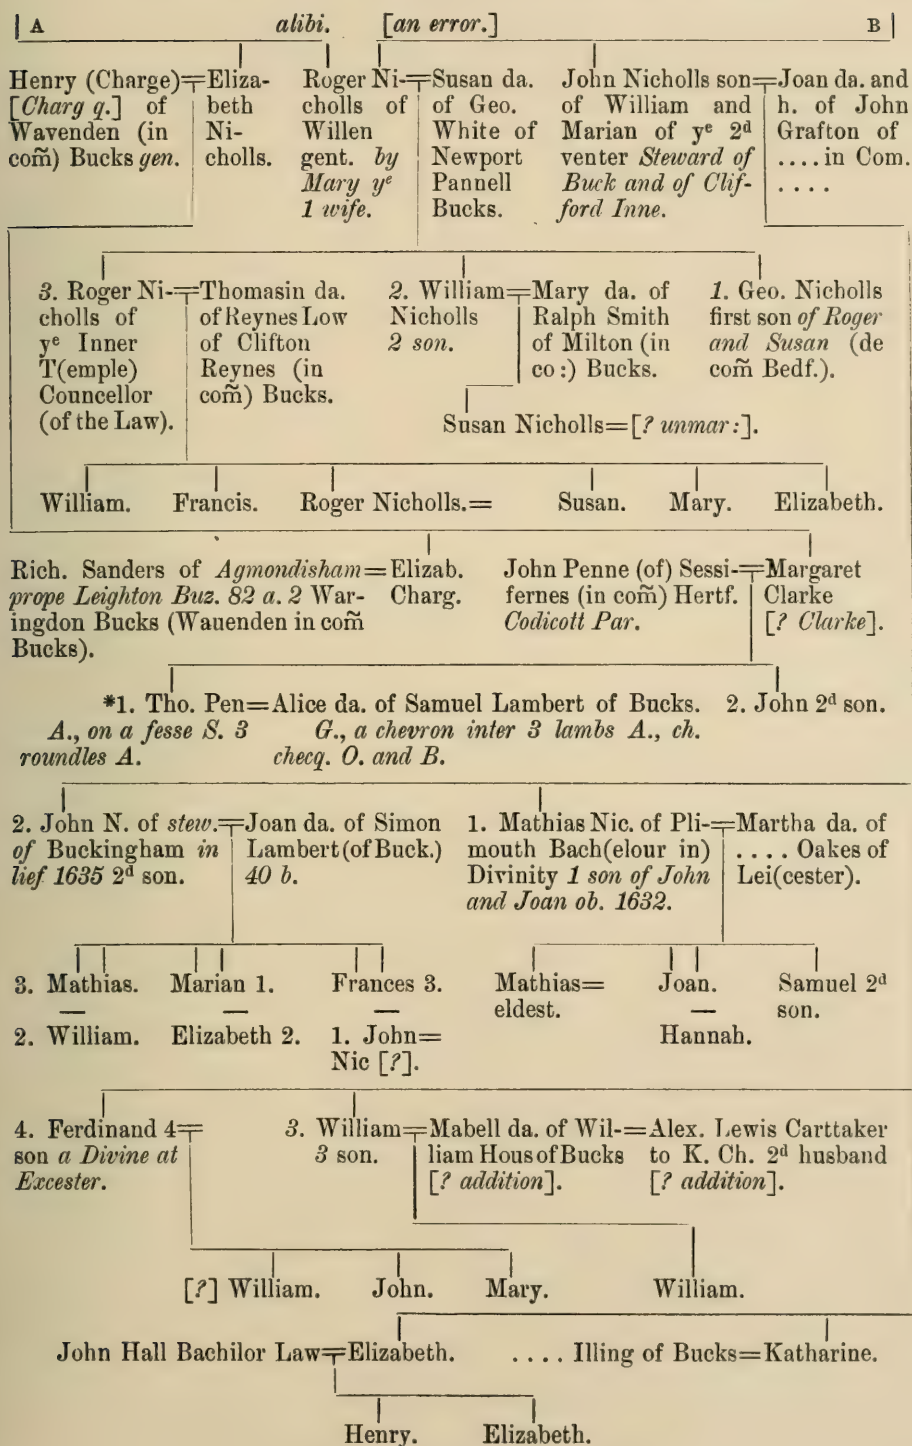 | A alibi. [an error.] B |
Henry (Charge)=Eliza- Roger Ni-=Susan da. John Nicholls son=Joan da. and
[Charg q.] of beth cholls of of Geo. of William and h. of John
Wavenden (in Ni- Willen White of Marian of yᵉ 2ᵈ Grafton of
com̃) Bucks gen. cholls. gent. by Newport venter Steward of ....in Com.
Mary yᵉ Pannell Buck and of Clif- ....
1 wife. Bucks. ford Inne.
3. Roger Ni-=Thomasin da. 2. William=Mary da. of 1. Geo. Nicholls
cholls of of Reynes Low Nicholls Ralph Smith first son of Roger
yᵉ Inner of Clifton 2 son. of Milton (in and Susan (de
T(emple) Reynes (in co:) Bucks. com̃ Bedf.).
Councellor com̃) Bucks.
(of the Law). Susan Nicholls=[? unmar:].
William. Francis. Roger Nicholls.= Susan. Mary. Elizabeth.
Rich. Sanders of Agmondisham=Elizab. John Penne (of) Sessi-=Margaret
prope Leighton Buz. 82 a. 2 War- Charg. fernes (in com̃) Hertf. Clarke
ingdon Bucks (Wauenden in com̃ Codicott Par. [? Clarke].
Bucks).
*1. Tho. Pen=Alice da. of Samuel Lambert of Bucks. 2. John 2ᵈ son.
A., on a fesse S. 3 G., a chevron inter 3 lambs A., ch.
roundles A. checq. O. and B.
2. John N. of stew.=Joan da. of Simon 1. Mathias Nic. of Pli-=Martha da. of
of Buckingham in Lambert (of Buck.) mouth Bach(elour in) .... Oakes of
lief 1635 2ᵈ son. 40 b. Divinity 1 son of John Lei(cester).
and Joan ob. 1632.
3. Mathias. Marian 1. Frances 3. Mathias= Joan. Samuel 2ᵈ
— — — eldest. — son.
2. William. Elizabeth 2. 1. John= Hannah.
Nic [?].
4. Ferdinand 4= 3. William=Mabell da. of Wil-=Alex. Lewis Carttaker
son a Divine at 3 son. liam Hous of Bucks to K. Ch. 2ᵈ husband
Excester. [? addition]. [? addition].
[?] William. John. Mary. William.
John Hall Bachilor Law=Elizabeth. .... Illing of Bucks=Katharine.
Henry. Elizabeth.